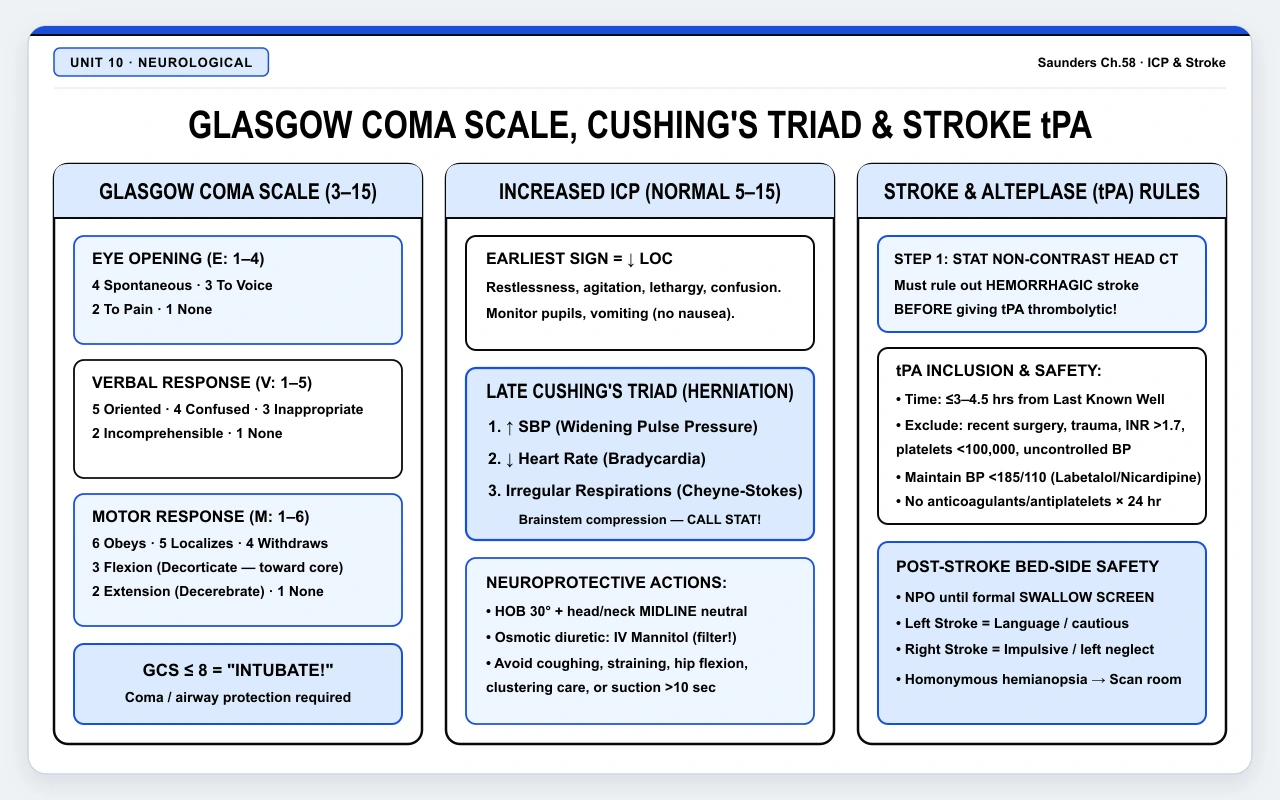 UNIT 10 · NEUROLOGICAL
Saunders Ch.58 · ICP & Stroke
GLASGOW COMA SCALE, CUSHING'S TRIAD & STROKE tPA
GLASGOW COMA SCALE (3–15)
EYE OPENING (E: 1–4)
4 Spontaneous · 3 To Voice
2 To Pain · 1 None
VERBAL RESPONSE (V: 1–5)
5 Oriented · 4 Confused · 3 Inappropriate
2 Incomprehensible · 1 None
MOTOR RESPONSE (M: 1–6)
6 Obeys · 5 Localizes · 4 Withdraws
3 Flexion (Decorticate — toward core)
2 Extension (Decerebrate) · 1 None
GCS ≤ 8 = "INTUBATE!"
Coma / airway protection required
INCREASED ICP (NORMAL 5–15)
EARLIEST SIGN = ↓ LOC
Restlessness, agitation, lethargy, confusion.
Monitor pupils, vomiting (no nausea).
LATE CUSHING'S TRIAD (HERNIATION)
1. ↑ SBP (Widening Pulse Pressure)
2. ↓ Heart Rate (Bradycardia)
3. Irregular Respirations (Cheyne-Stokes)
Brainstem compression — CALL STAT!
NEUROPROTECTIVE ACTIONS:
• HOB 30° + head/neck MIDLINE neutral
• Osmotic diuretic: IV Mannitol (filter!)
• Avoid coughing, straining, hip flexion,
clustering care, or suction >10 sec
STROKE & ALTEPLASE (tPA) RULES
STEP 1: STAT NON-CONTRAST HEAD CT
Must rule out HEMORRHAGIC stroke
BEFORE giving tPA thrombolytic!
tPA INCLUSION & SAFETY:
• Time: ≤3–4.5 hrs from Last Known Well
• Exclude: recent surgery, trauma, INR >1.7,
platelets <100,000, uncontrolled BP
• Maintain BP <185/110 (Labetalol/Nicardipine)
• No anticoagulants/antiplatelets × 24 hr
POST-STROKE BED-SIDE SAFETY
• NPO until formal SWALLOW SCREEN
• Left Stroke = Language / cautious
• Right Stroke = Impulsive / left neglect
• Homonymous hemianopsia → Scan room